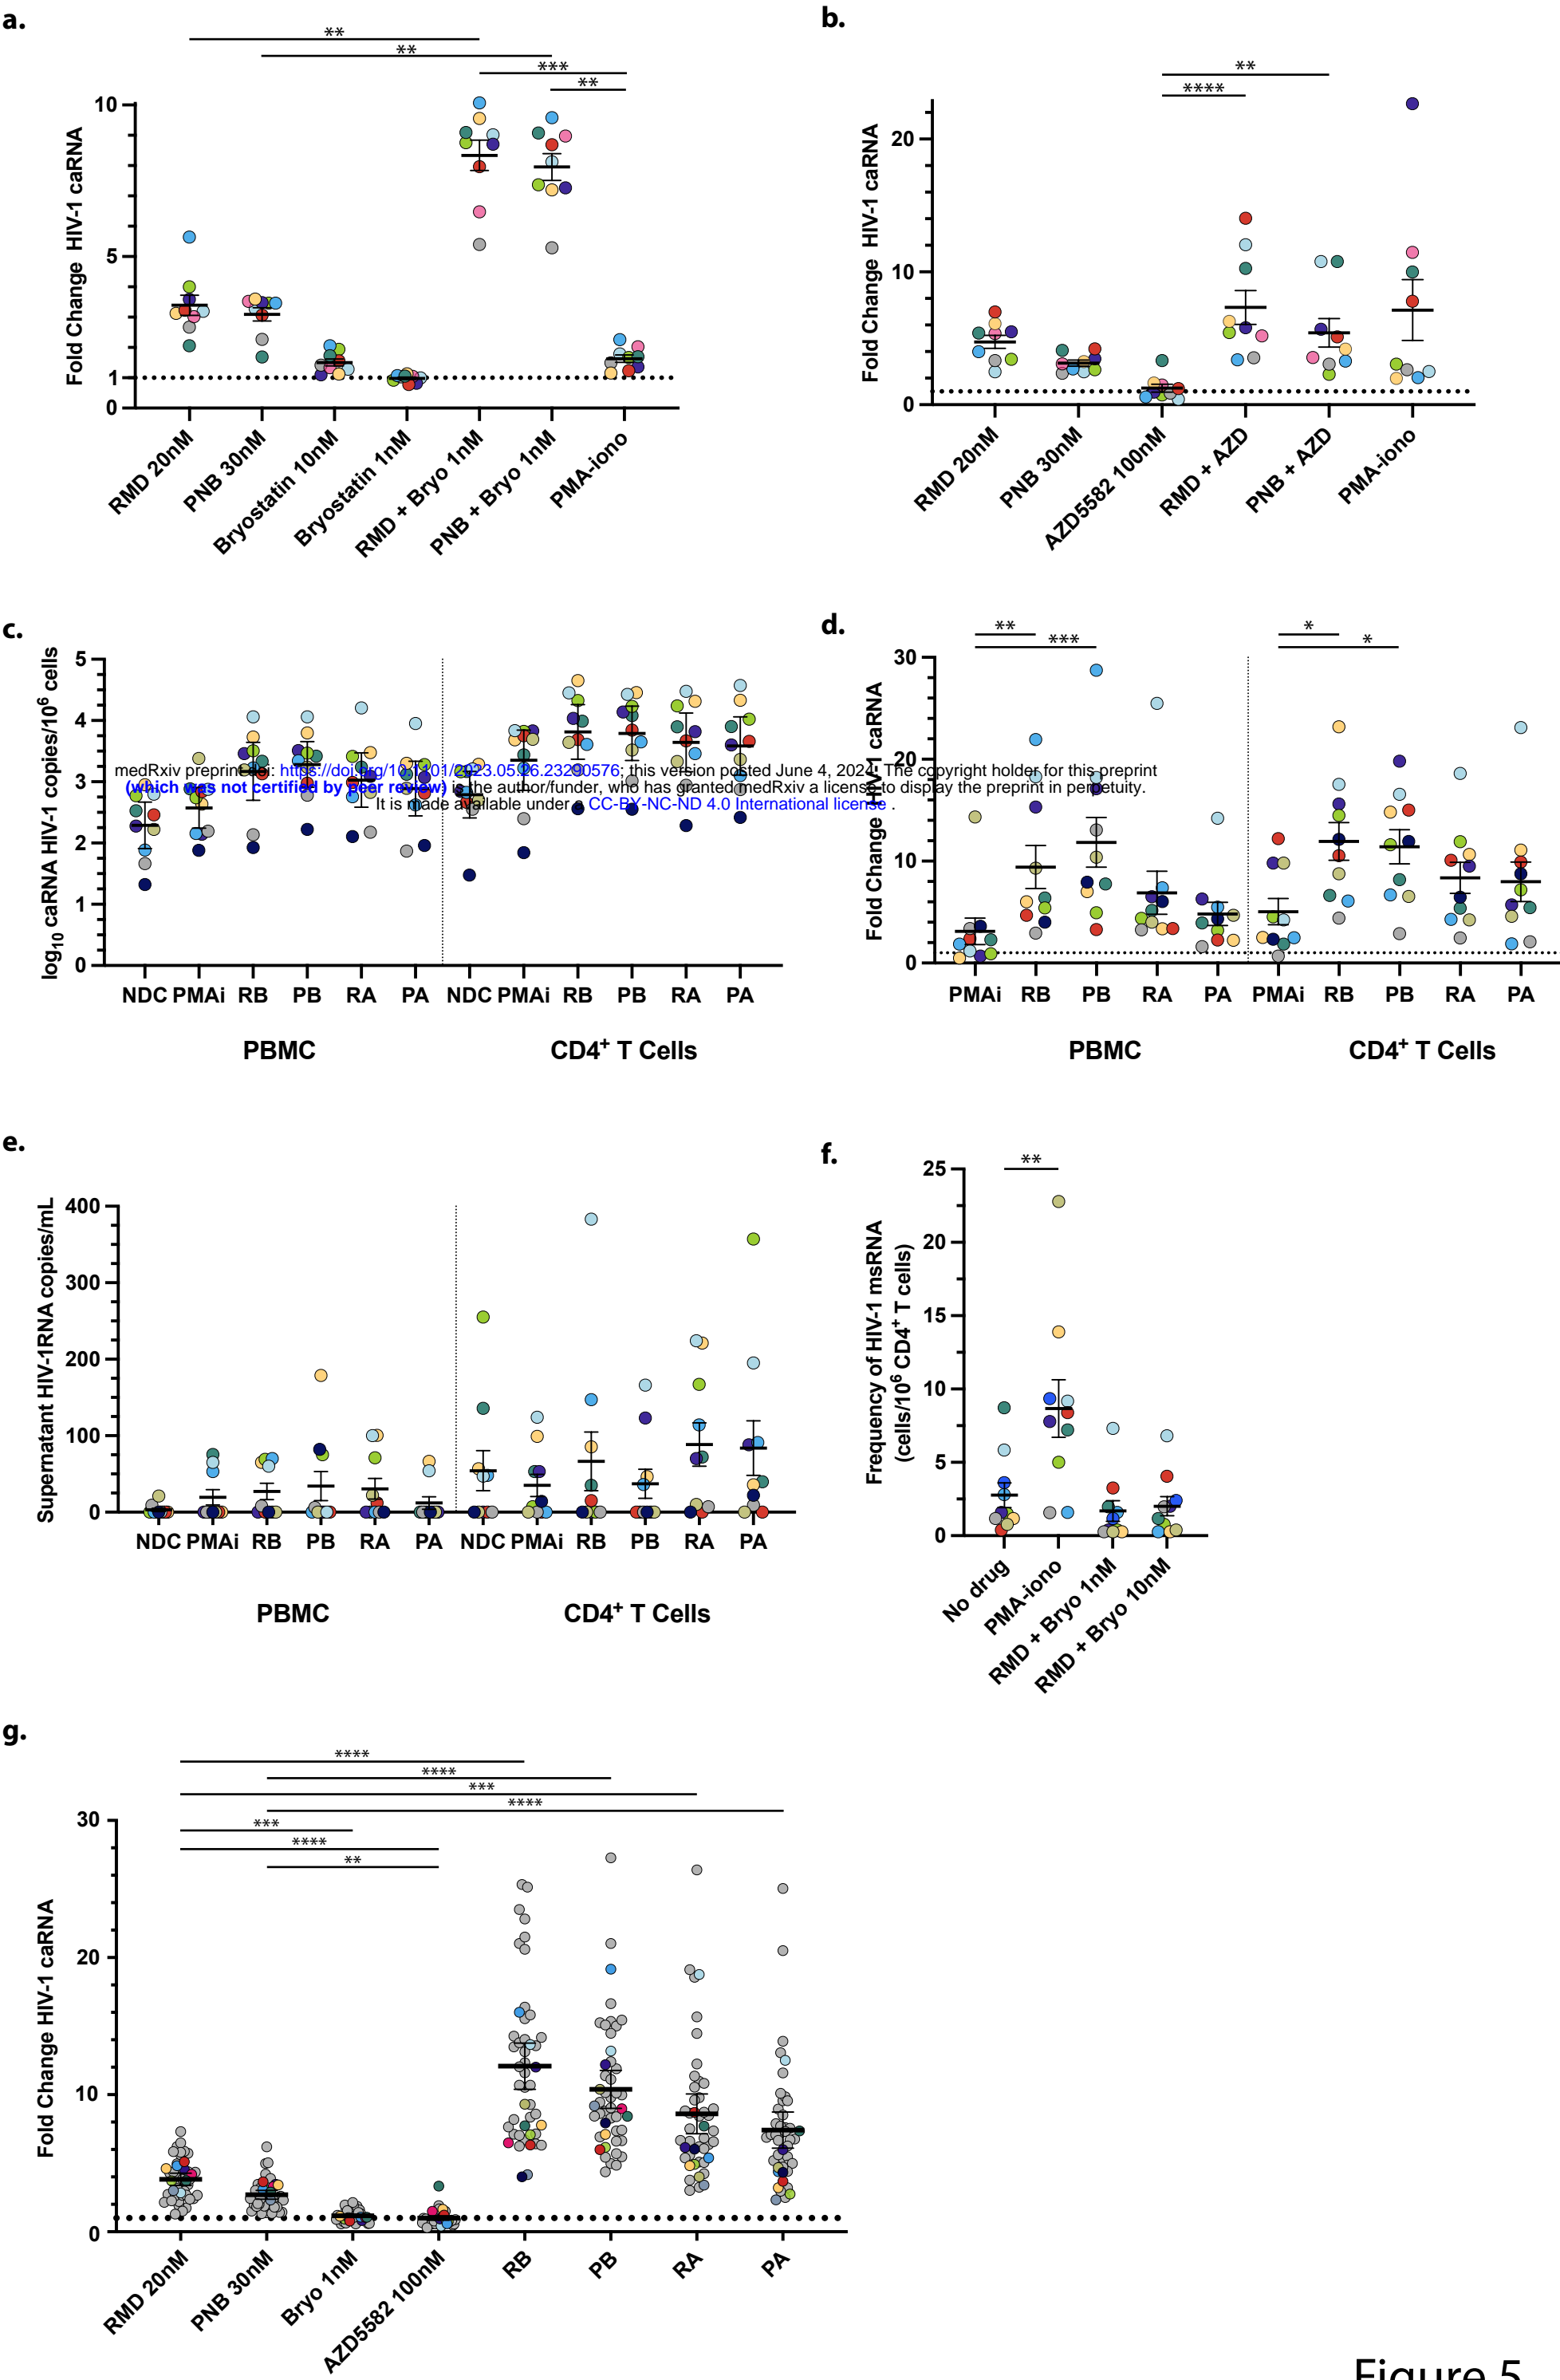 a.
**
**
***
**
Fold Change HIV-1 caRNA
10
5
1
0
RMD 20nM
PNB 30nM
Bryostatin 10nM
Bryostatin 1nM
RMD + Bryo 1nM
PNB + Bryo 1nM
PMA-iono
b.
**
****
Fold Change HIV-1 caRNA
20
10
0
RMD 20nM
PNB 30nM
AZD5582 100nM
RMD + AZD
PNB + AZD
PMA-iono
c.
log10 caRNA HIV-1 copies/10^6 cells
5
4
3
2
1
0
NDC PMAi RB PB RA PA NDC PMAi RB PB RA PA
PBMC CD4+ T Cells
d.
** *** * *
Fold Change HIV-1 caRNA
30
20
10
0
PMAi RB PB RA PA PMAi RB PB RA PA
PBMC CD4+ T Cells
medRxiv preprint doi: https://doi.org/10.1101/2023.05.26.23290576; this version posted June 4, 2024. The copyright holder for this preprint
(which was not certified by peer review) is the author/funder, who has granted medRxiv a license to display the preprint in perpetuity.
It is made available under a CC-BY-NC-ND 4.0 International license .
e.
Supernatant HIV-1RNA copies/mL
400
300
200
100
0
NDC PMAi RB PB RA PA NDC PMAi RB PB RA PA
PBMC CD4+ T Cells
f.
**
Frequency of HIV-1 msRNA
(cells/10^6 CD4+ T cells)
25
20
15
10
5
0
No drug
PMA-iono
RMD + Bryo 1nM
RMD + Bryo 10nM
g.
****
****
***
****
***
****
**
Fold Change HIV-1 caRNA
30
20
10
0
RMD 20nM
PNB 30nM
Bryo 1nM
AZD5582 100nM
RB
PB
RA
PA
Figure 5